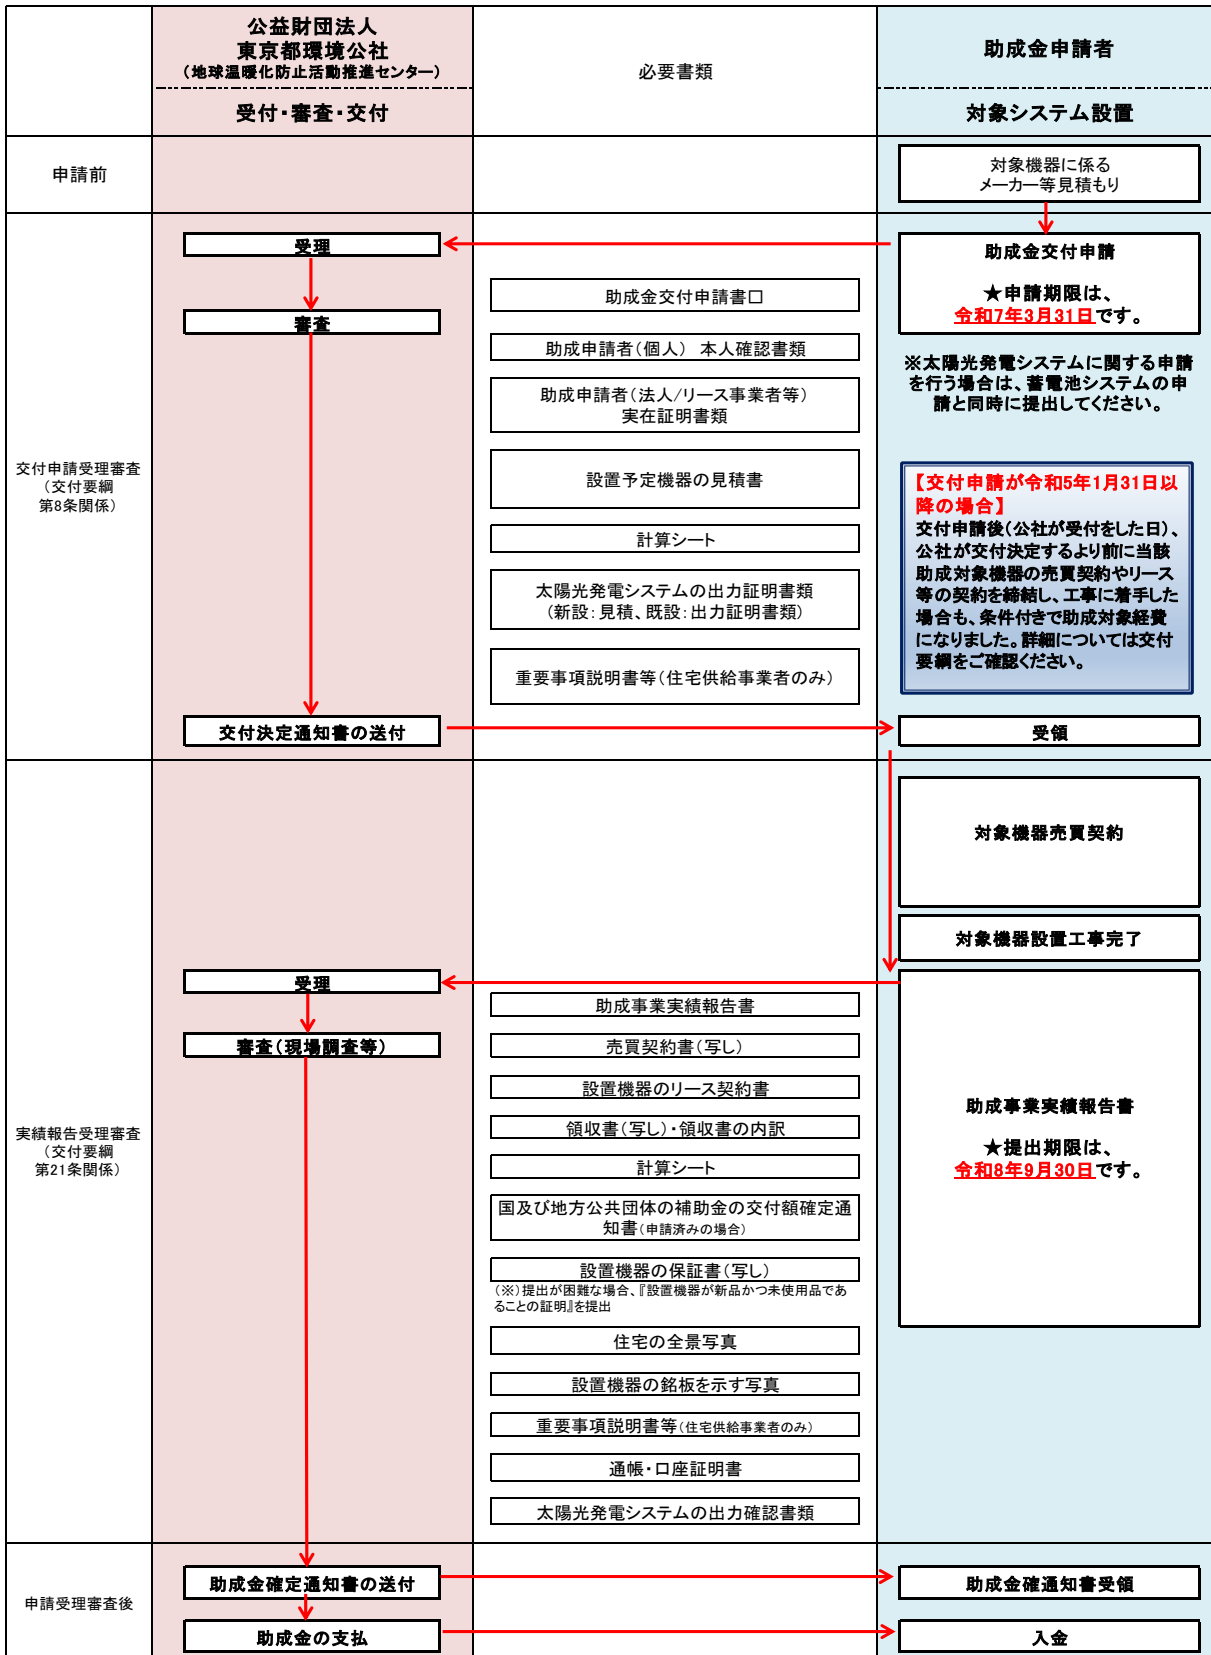 公益財団法人
東京都環境公社
(地球温暖化防止活動推進センター)
受付・審査・交付
必要書類
助成金申請者
対象システム設置
申請前
対象機器に係る
メーカー等見積もり
交付申請受理審査
(交付要綱
第8条関係)
受理
審査
交付決定通知書の送付
助成金交付申請書口
助成申請者(個人) 本人確認書類
助成申請者(法人/リース事業者等)
実在証明書類
設置予定機器の見積書
計算シート
太陽光発電システムの出力証明書類
(新設:見積、既設:出力証明書類)
重要事項説明書等(住宅供給事業者のみ)
助成金交付申請
★申請期限は、
令和7年3月31日です。
※太陽光発電システムに関する申請
を行う場合は、蓄電池システムの申
請と同時に提出してください。
【交付申請が令和5年1月31日以
降の場合】
交付申請後(公社が受付をした日)、
公社が交付決定するより前に当該
助成対象機器の売買契約やリース
等の契約を締結し、工事に着手した
場合も、条件付きで助成対象経費
になりました。詳細については交付
要綱をご確認ください。
受領
実績報告受理審査
(交付要綱
第21条関係)
受理
審査(現場調査等)
助成事業実績報告書
売買契約書(写し)
設置機器のリース契約書
領収書(写し)・領収書の内訳
計算シート
国及び地方公共団体の補助金の交付額確定通
知書(申請済みの場合)
設置機器の保証書(写し)
(※)提出が困難な場合、『設置機器が新品かつ未使用品であ
ることの証明』を提出
住宅の全景写真
設置機器の銘板を示す写真
重要事項説明書等(住宅供給事業者のみ)
通帳・口座証明書
太陽光発電システムの出力確認書類
対象機器売買契約
対象機器設置工事完了
助成事業実績報告書
★提出期限は、
令和8年9月30日です。
申請受理審査後
助成金確定通知書の送付
助成金の支払
助成金確通知書受領
入金